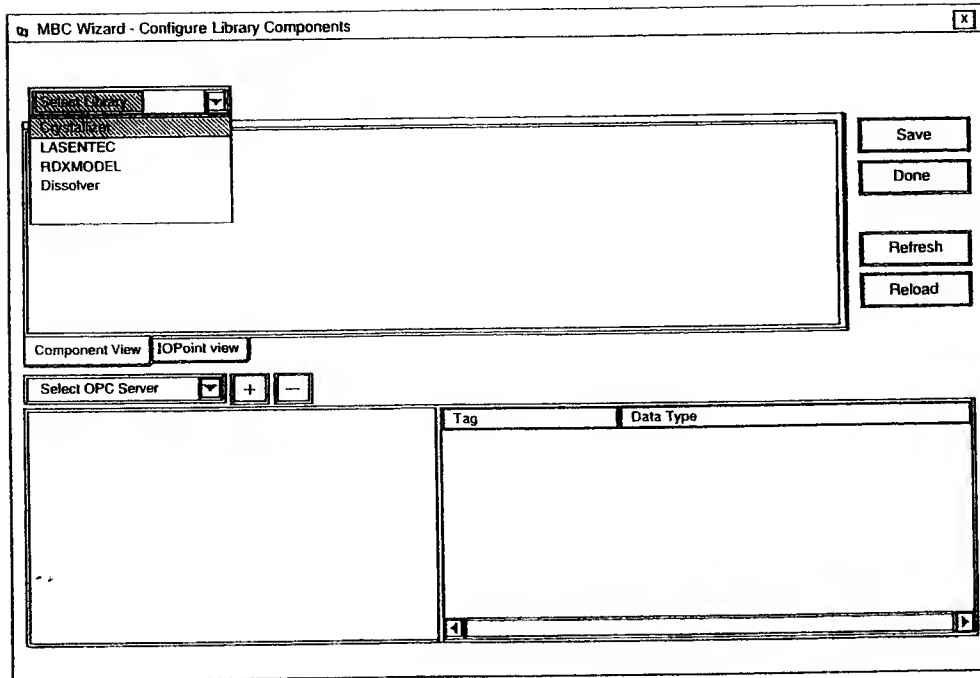 MBC Wizard - Configure Library Components
X
Select Library
Crystallizer
LASENTEC
RDXMODEL
Dissolver
Save
Done
Refresh
Reload
Component View IOPoint view
Select OPC Server + -
Tag Data Type